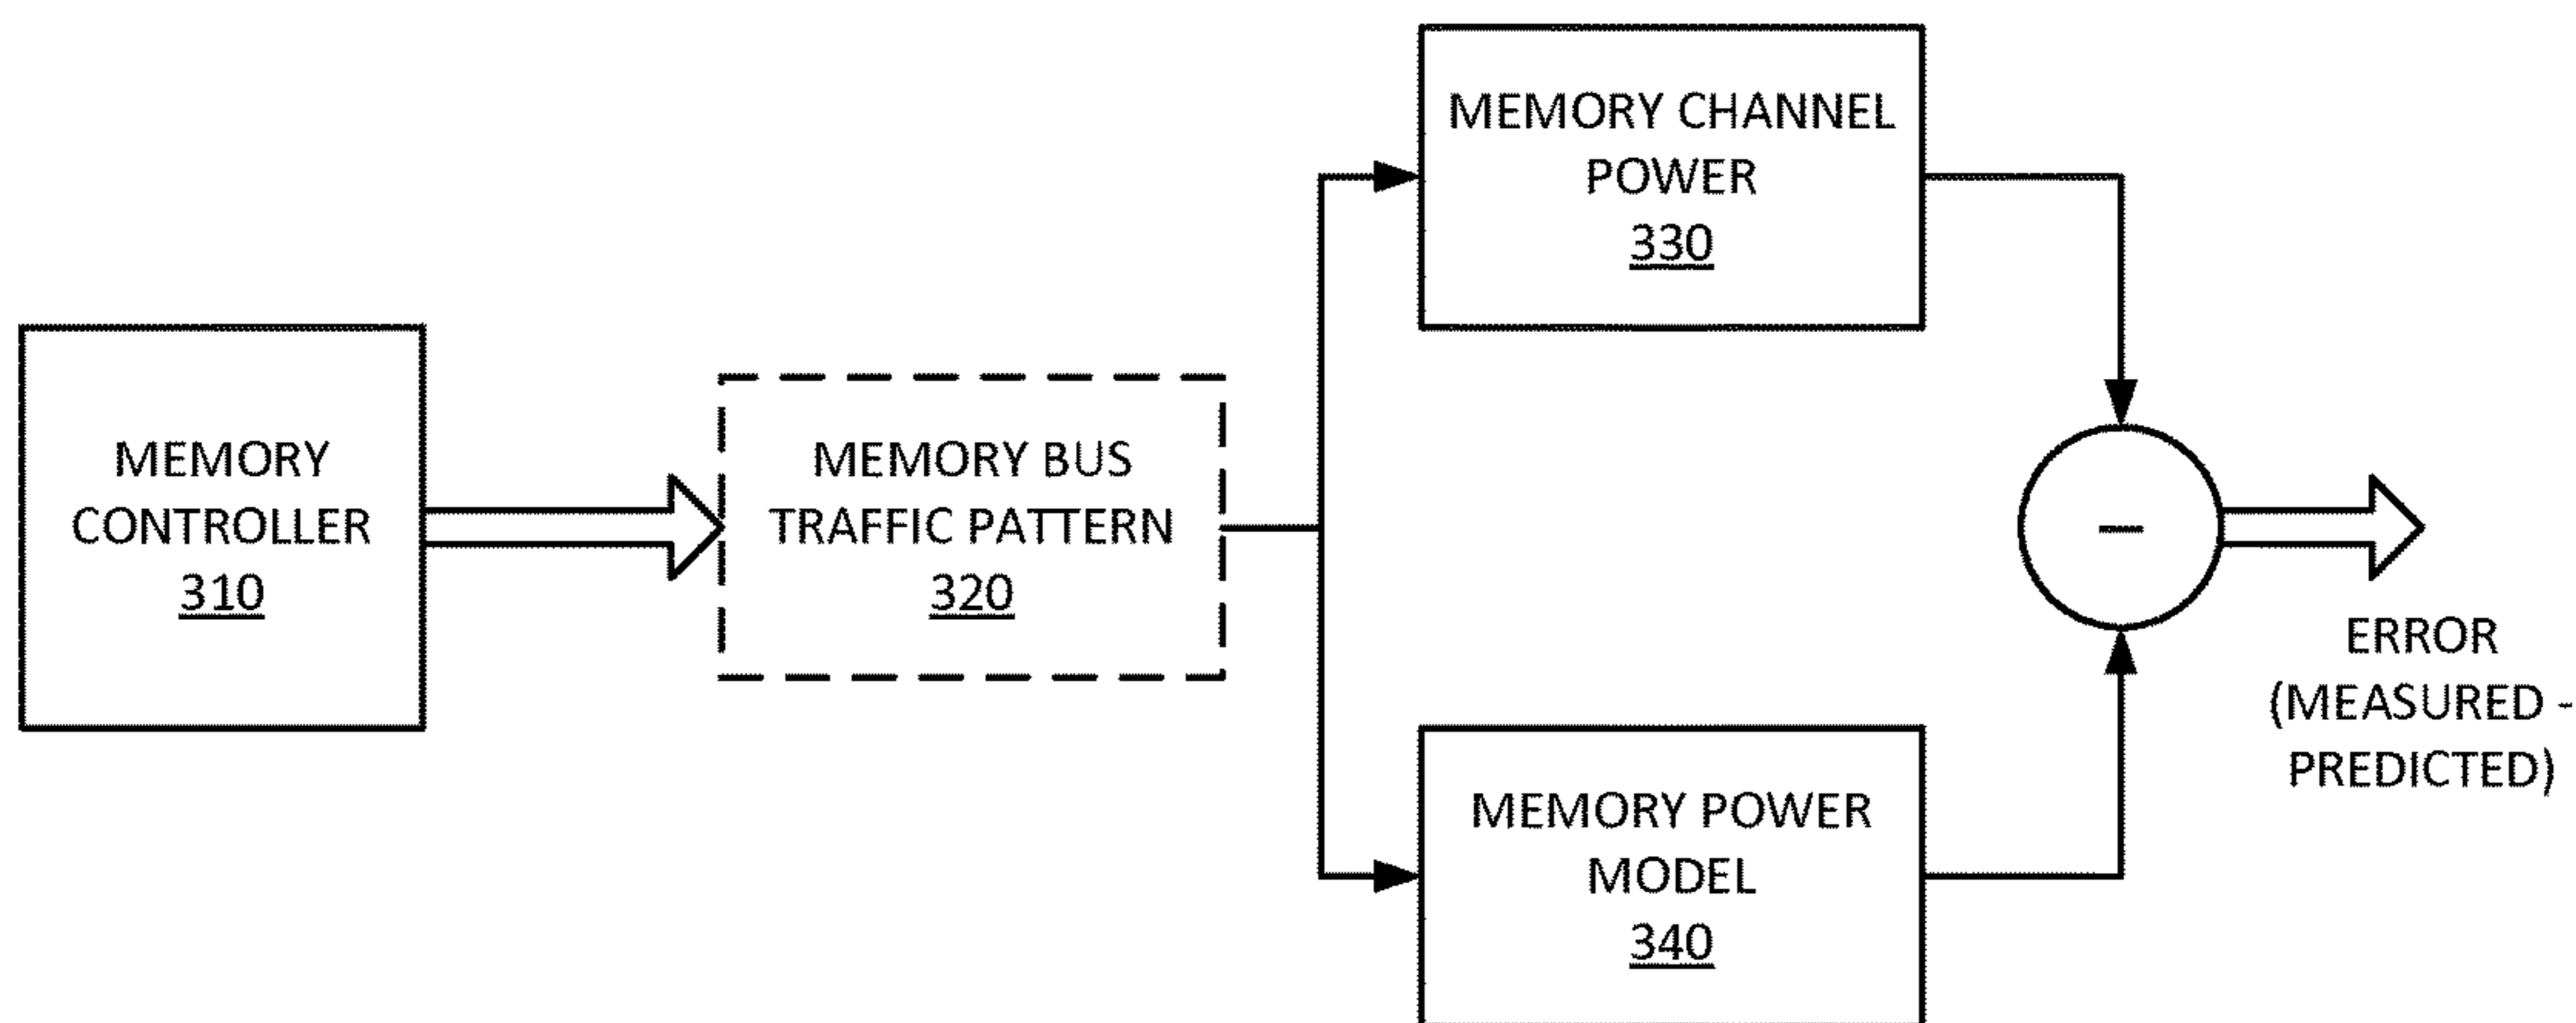 MEMORY
CONTROLLER
310
MEMORY BUS
TRAFFIC PATTERN
320
MEMORY CHANNEL
POWER
330
MEMORY POWER
MODEL
340
–
ERROR
(MEASURED -
PREDICTED)